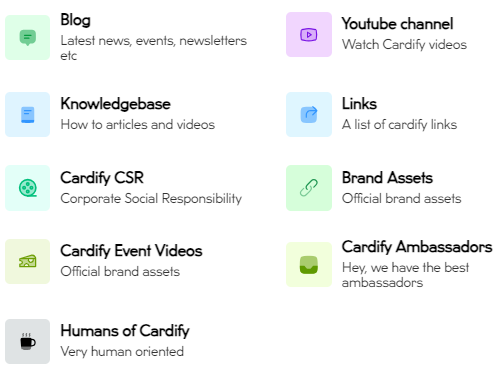 Blog
Latest news, events, newsletters
etc
Youtube channel
Watch Cardify videos
Knowledgebase
How to articles and videos
Links
A list of cardify links
Cardify CSR
Corporate Social Responsibility
Brand Assets
Official brand assets
Cardify Event Videos
Official brand assets
Cardify Ambassadors
Hey, we have the best
ambassadors
Humans of Cardify
Very human oriented